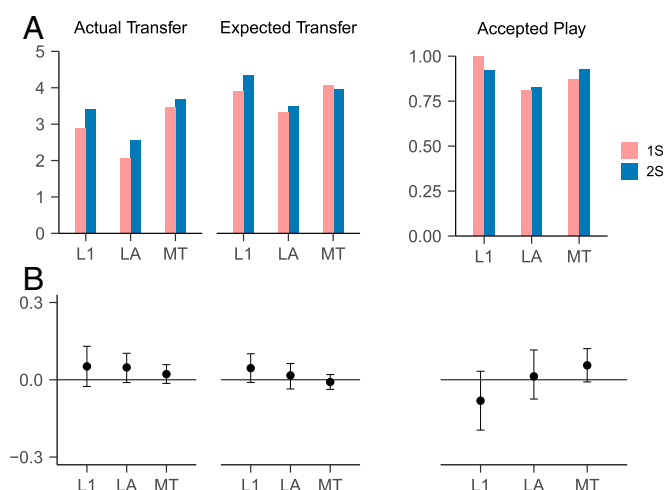 A
Actual Transfer Expected Transfer Accepted Play
5
4
3
2
1
0
1.00
0.75
0.50
0.25
0.00
L1 LA MT L1 LA MT L1 LA MT
1S
2S
B
0.3
0.0
−0.3
L1 LA MT L1 LA MT L1 LA MT